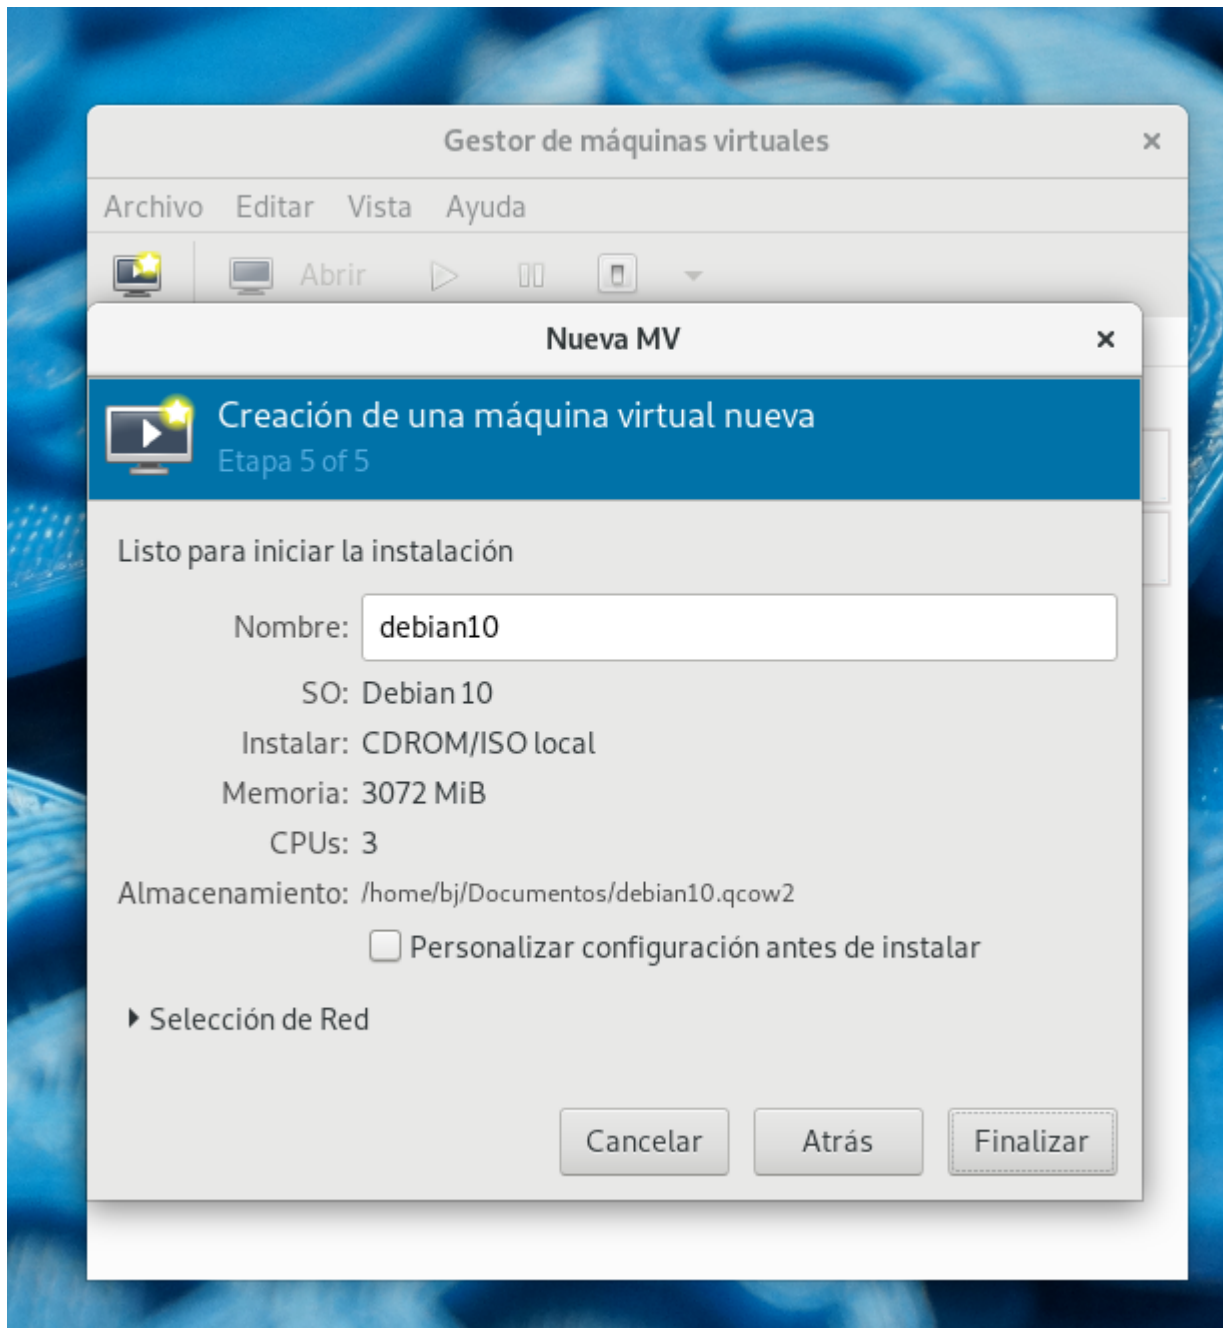 Gestor de máquinas virtuales
Archivo Editar Vista Ayuda
Abrir
Nueva MV
Creación de una máquina virtual nueva
Etapa 5 of 5
Listo para iniciar la instalación
Nombre: debian10
SO: Debian 10
Instalar: CDROM/ISO local
Memoria: 3072 MiB
CPUs: 3
Almacenamiento: /home/bj/Documentos/debian10.qcow2
Personalizar configuración antes de instalar
Selección de Red
Cancelar Atrás Finalizar